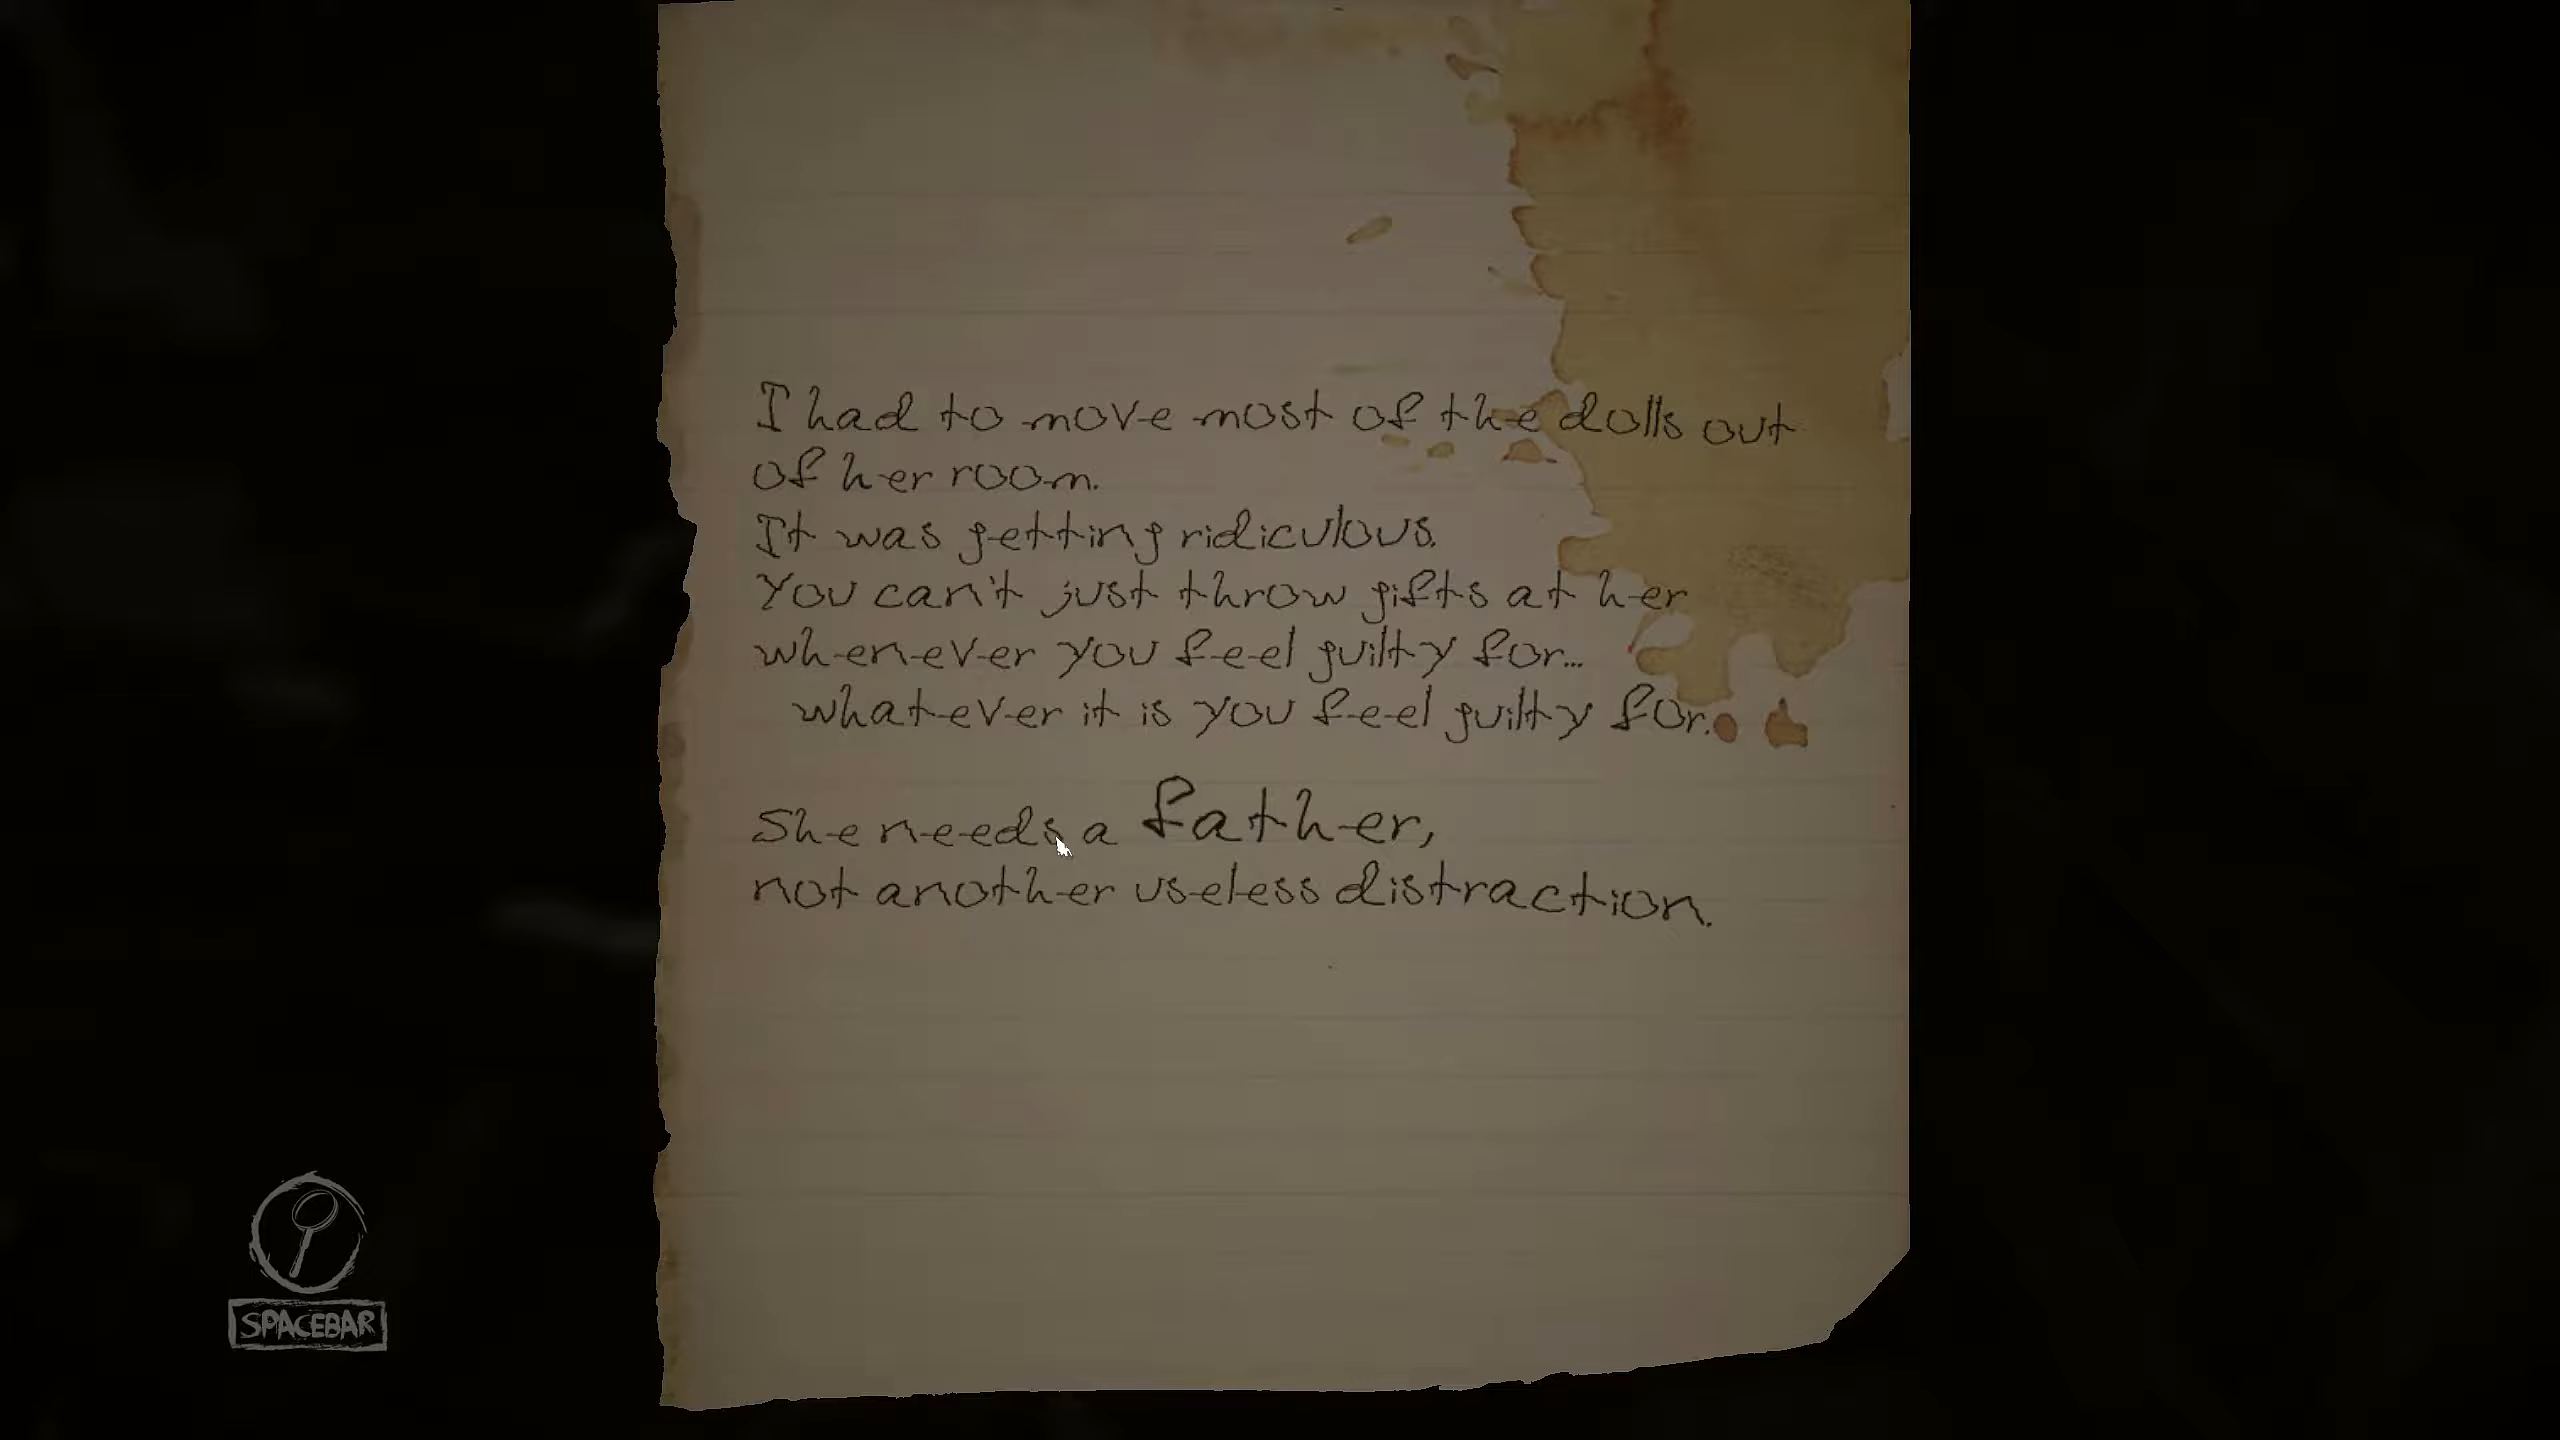 I had to move most of the dolls out
of her room.
It was getting ridiculous.
You can't just throw gifts at her
whenever you feel guilty for...
whatever it is you feel guilty for.
She needs a father,
not another useless distraction.
SPACEBAR